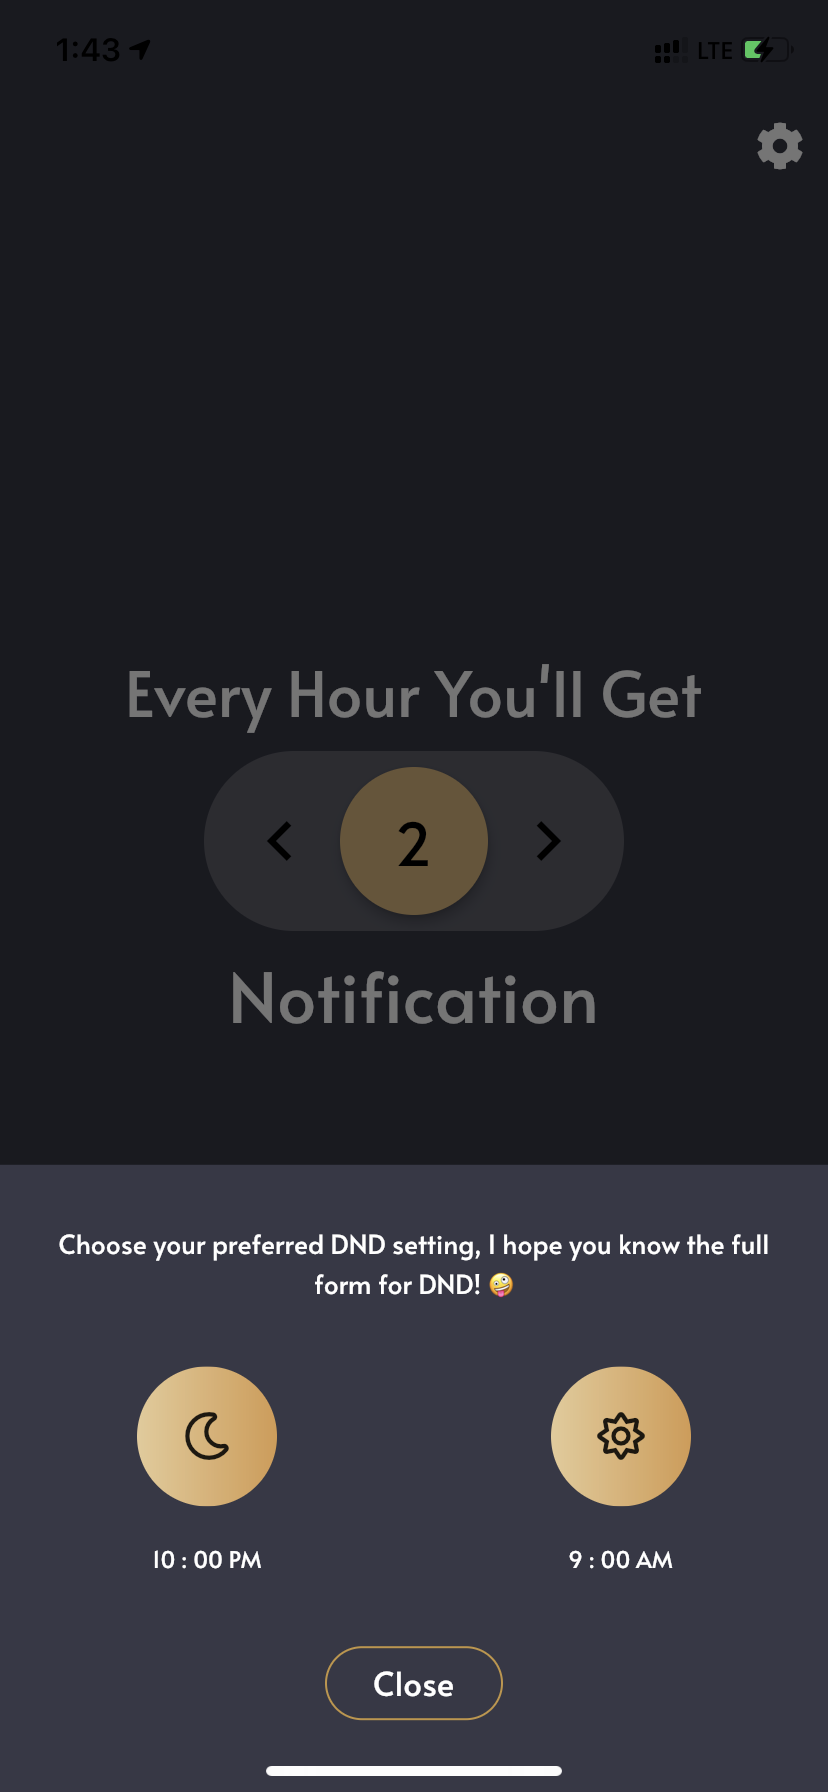 1:43
LTE
Every Hour You'll Get
2
Notification
Choose your preferred DND setting, I hope you know the full
form for DND! 🤪
10 : 00 PM
9 : 00 AM
Close